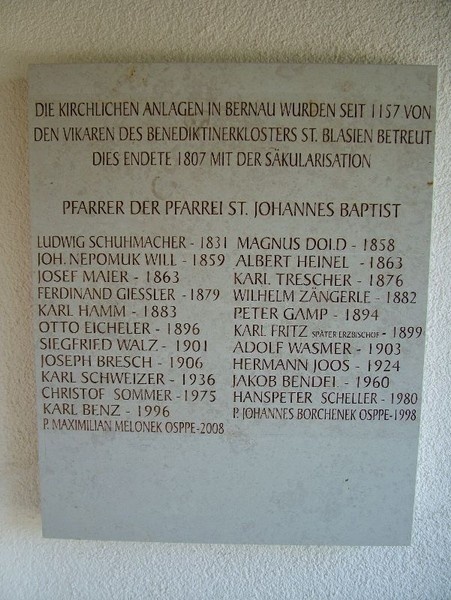 DIE KIRCHLICHEN ANLAGEN IN BERNAU WURDEN SEIT 1157 VON
DEN VIKAREN DES BENEDIKTINERKLOSTERS ST. BLASIEN BETREUT
DIES ENDETE 1807 MIT DER SÄKULARISATION
PFARRER DER PFARREI ST. JOHANNES BAPTIST
LUDWIG SCHUHMACHER - 1831 MAGNUS DOLD - 1858
JOH. NEPOMUK WILL - 1859 ALBERT HEINEL - 1863
JOSEF MAIER - 1863 KARL TRESCHER - 1876
FERDINAND GIESSLER - 1879 WILHELM ZÄNGERLE - 1882
KARL HAMM - 1883 PETER GAMP - 1894
OTTO EICHELER - 1896 KARL FRITZ SPÄTER ERZBISCHOF - 1899
SIEGFRIED WALZ - 1901 ADOLF WASMER - 1903
JOSEPH BRESCH - 1906 HERMANN JOOS - 1924
KARL SCHWEIZER - 1936 JAKOB BENDEL - 1960
CHRISTOF SOMMER - 1975 HANSPETER SCHELLER - 1980
KARL BENZ - 1996 P. JOHANNES BORCHENEK OSPPE-1998
P. MAXIMILIAN MELONEK OSPPE-2008